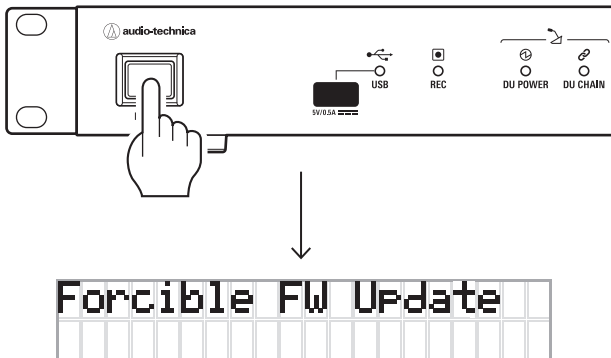 audio-technica
USB
REC
DU POWER
DU CHAIN
5V/0.5A
Forcible FW Update